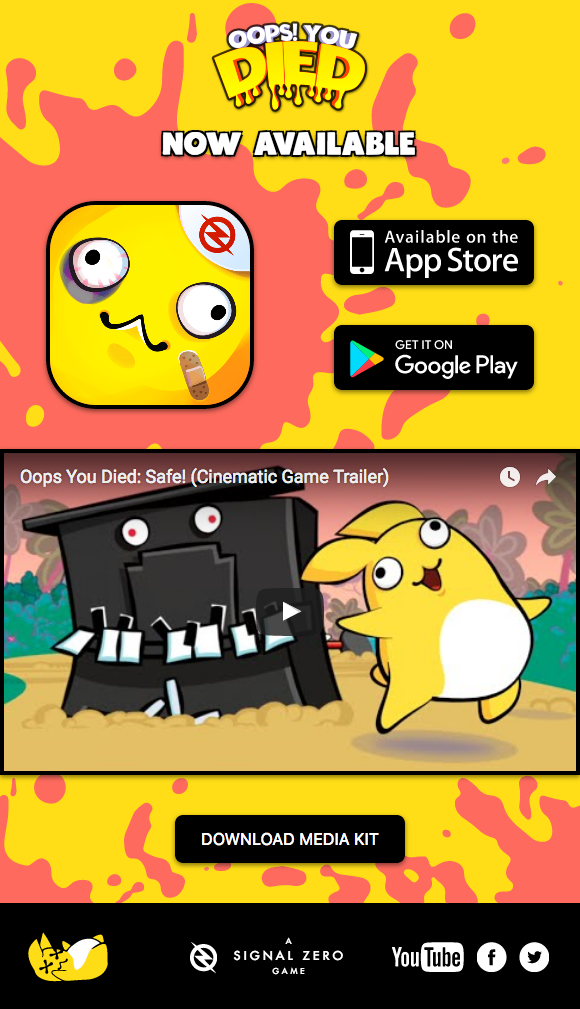 OOPS! YOU
DIED
NOW AVAILABLE
Available on the
App Store
GET IT ON
Google Play
Oops You Died: Safe! (Cinematic Game Trailer)
DOWNLOAD MEDIA KIT
A
SIGNAL ZERO
GAME
YouTube